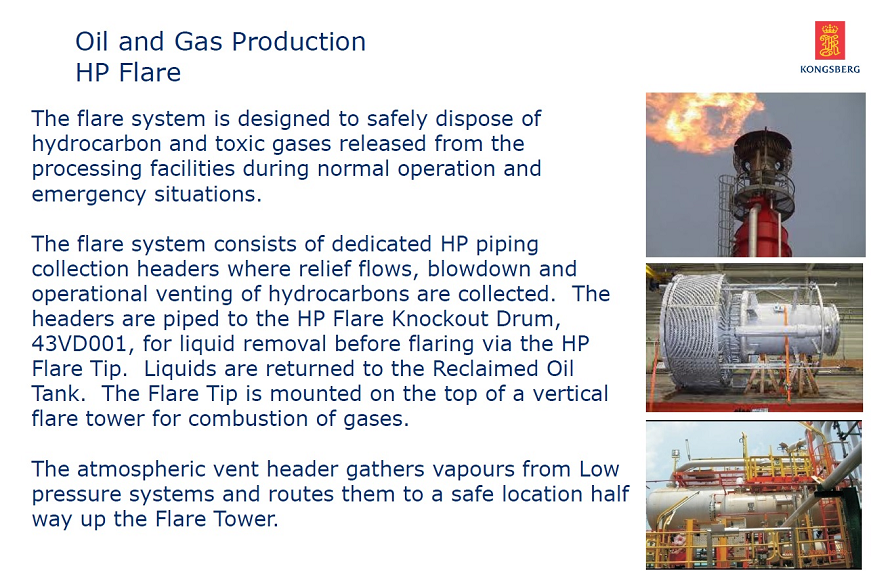 Oil and Gas Production
HP Flare
KONGSBERG
The flare system is designed to safely dispose of
hydrocarbon and toxic gases released from the
processing facilities during normal operation and
emergency situations.
The flare system consists of dedicated HP piping
collection headers where relief flows, blowdown and
operational venting of hydrocarbons are collected.  The
headers are piped to the HP Flare Knockout Drum,
43VD001, for liquid removal before flaring via the HP
Flare Tip.  Liquids are returned to the Reclaimed Oil
Tank.  The Flare Tip is mounted on the top of a vertical
flare tower for combustion of gases.
The atmospheric vent header gathers vapours from Low
pressure systems and routes them to a safe location half
way up the Flare Tower.